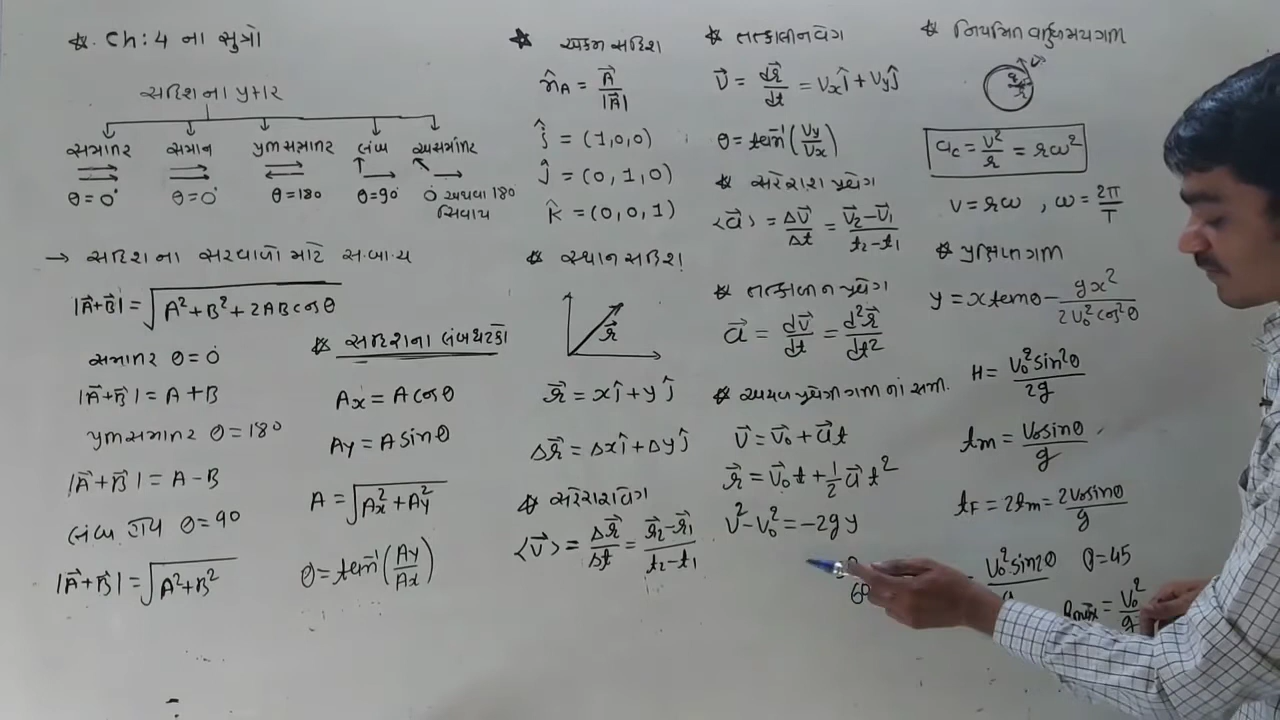 * Ch: 4 ના સુત્રો
સદિશના પ્રકાર
સમાંતર સમાન પ્રતિસમાંતર લંબ અસમાંતર
θ = 0° θ = 0° θ = 180 θ = 90° 0° અથવા 180
સિવાય
→ સદિશના સરવાળો માટે સંબંધ
|A⃗+B⃗| = √(A²+B²+2ABcosθ)
સમાંતર θ = 0°
|A⃗+B⃗| = A+B
પ્રતિસમાંતર θ = 180
|A⃗+B⃗| = A-B
લંબ હોય θ = 90
|A⃗+B⃗| = √(A²+B²)
* સદિશના લંબઘટકો
Ax = A cosθ
Ay = A sinθ
A = √(Ax²+Ay²)
θ = tan⁻¹(Ay/Ax)
* એકમ સદિશ
n̂A = A⃗/|A⃗|
î = (1,0,0)
ĵ = (0,1,0)
k̂ = (0,0,1)
* સ્થાન સદિશ
r⃗
r⃗ = xî+yĵ
Δr⃗ = Δxî+Δyĵ
* સરેરાશ વેગ
<v⃗> = Δr⃗/Δt = (r⃗₂-r⃗₁)/(t₂-t₁)
* તત્કાલીન વેગ
v⃗ = dr⃗/dt = Vxî+Vyĵ
θ = tan⁻¹(Vy/Vx)
* સરેરાશ પ્રવેગ
<a⃗> = ΔV⃗/Δt = (V⃗₂-V⃗₁)/(t₂-t₁)
* તત્કાલીન પ્રવેગ
a⃗ = dv⃗/dt = d²r⃗/dt²
* અચળ પ્રવેગી ગતિ નાં સમી.
v⃗ = v⃗₀+a⃗t
r⃗ = v⃗₀t+½a⃗t²
v²-v₀² = -2gy
* નિયમિત વર્તુળમય ગતિ
v⃗
r
ac = v²/r = rω²
v = rω , ω = 2π/T
* પ્રક્ષિપ્ત ગતિ
y = x tanθ - gx²/2v₀²cos²θ
H = v₀²sin²θ/2g
tm = v₀sinθ/g
tF = 2tm = 2v₀sinθ/g
v₀²sin2θ θ = 45
Rmax = v₀²/g